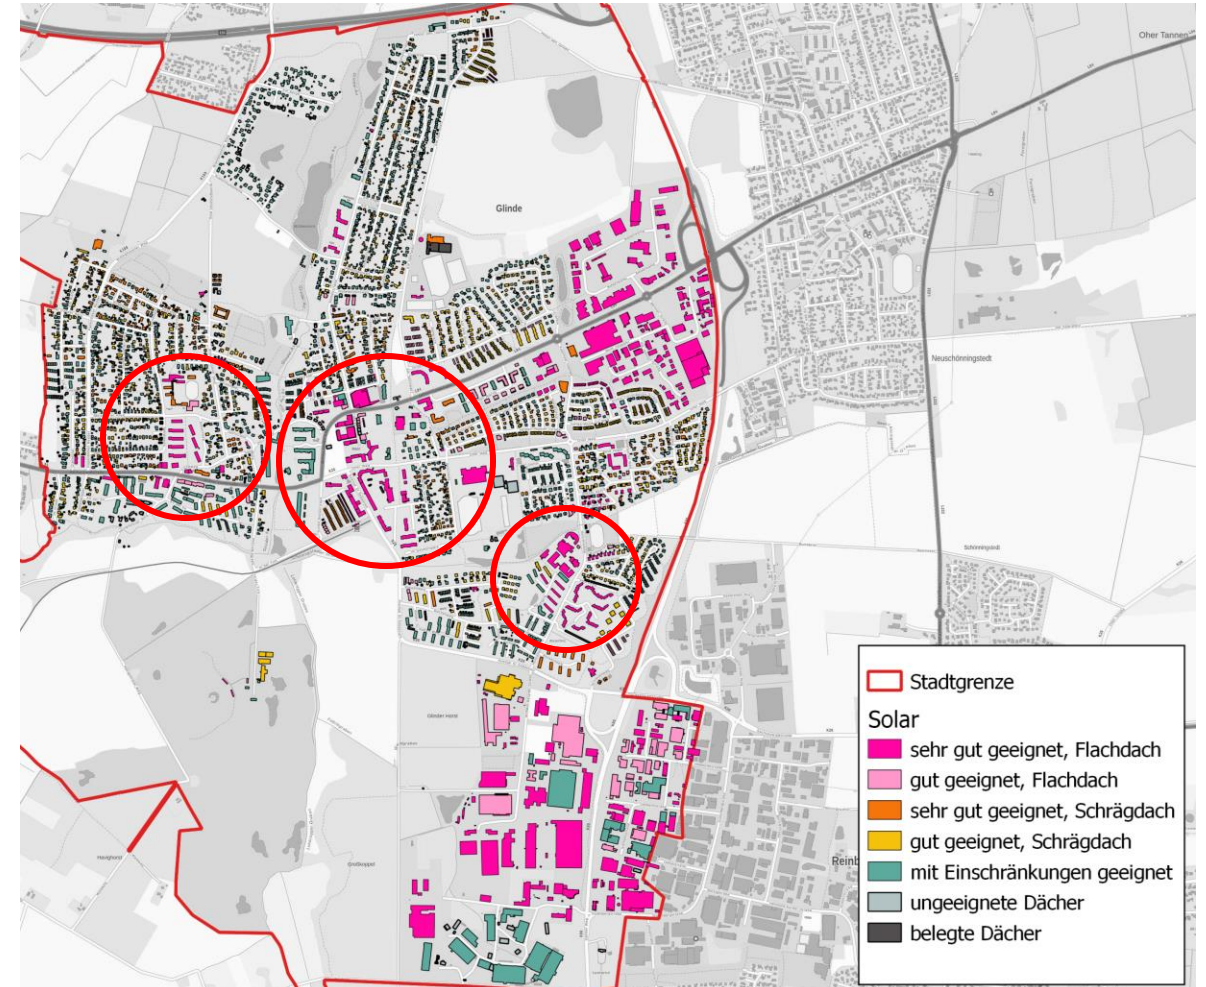 Oher Tannen
Glinde
Neuschönningstedt
Schönningstedt
Havighorst
Reinb
Stadtgrenze
Solar
sehr gut geeignet, Flachdach
gut geeignet, Flachdach
sehr gut geeignet, Schrägdach
gut geeignet, Schrägdach
mit Einschränkungen geeignet
ungeeignete Dächer
belegte Dächer